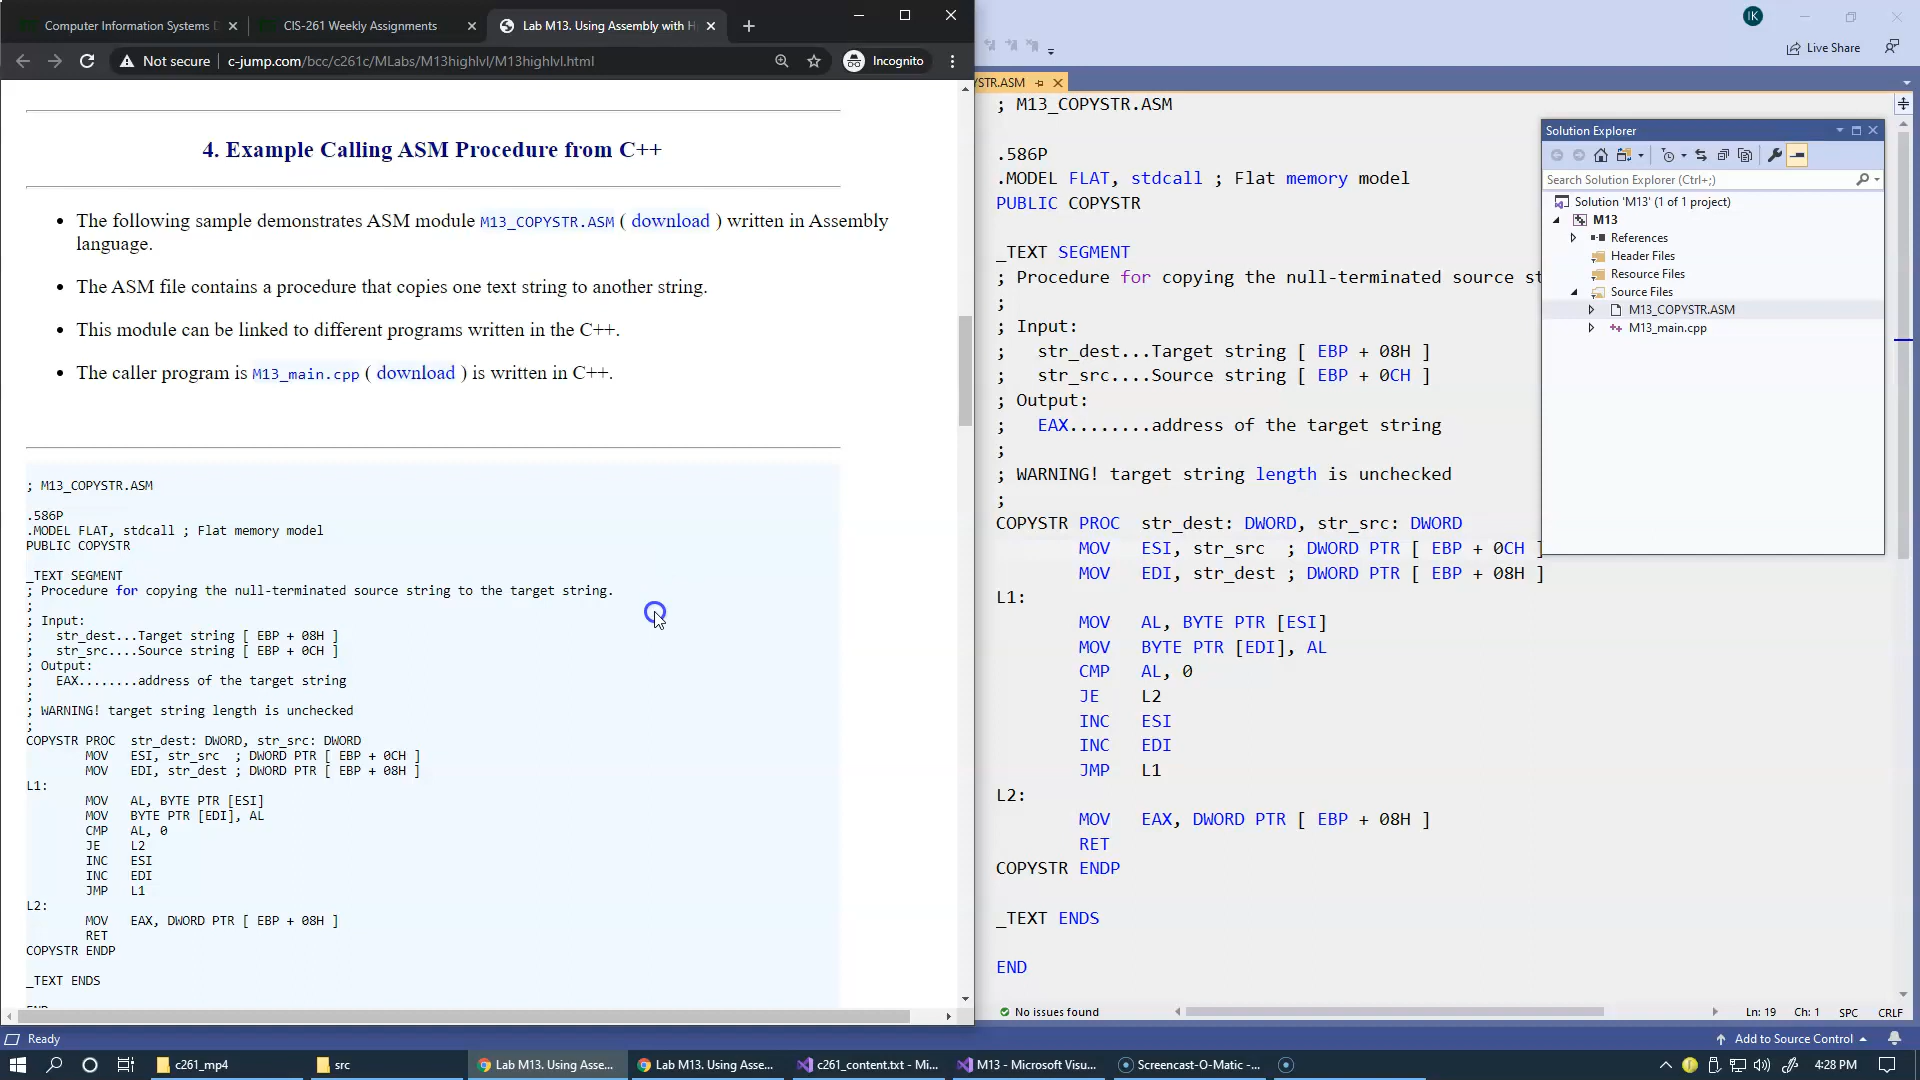 Computer Information Systems D
CIS-261 Weekly Assignments
Lab M13. Using Assembly with Hi
Not secure
c-jump.com/bcc/c261c/MLabs/M13highlvl/M13highlvl.html
Incognito
4. Example Calling ASM Procedure from C++
• The following sample demonstrates ASM module M13_COPYSTR.ASM ( download ) written in Assembly
language.
• The ASM file contains a procedure that copies one text string to another string.
• This module can be linked to different programs written in the C++.
• The caller program is M13_main.cpp ( download ) is written in C++.
; M13_COPYSTR.ASM
.586P
.MODEL FLAT, stdcall ; Flat memory model
PUBLIC COPYSTR
_TEXT SEGMENT
; Procedure for copying the null-terminated source string to the target string.
;
; Input:
;   str_dest...Target string [ EBP + 08H ]
;   str_src....Source string [ EBP + 0CH ]
; Output:
;   EAX........address of the target string
;
; WARNING! target string length is unchecked
;
COPYSTR PROC  str_dest: DWORD, str_src: DWORD
        MOV   ESI, str_src  ; DWORD PTR [ EBP + 0CH ]
        MOV   EDI, str_dest ; DWORD PTR [ EBP + 08H ]
L1:
        MOV   AL, BYTE PTR [ESI]
        MOV   BYTE PTR [EDI], AL
        CMP   AL, 0
        JE    L2
        INC   ESI
        INC   EDI
        JMP   L1
L2:
        MOV   EAX, DWORD PTR [ EBP + 08H ]
        RET
COPYSTR ENDP
_TEXT ENDS
IK
Live Share
YSTR.ASM
; M13_COPYSTR.ASM
.586P
.MODEL FLAT, stdcall ; Flat memory model
PUBLIC COPYSTR
_TEXT SEGMENT
; Procedure for copying the null-terminated source st
;
; Input:
;   str_dest...Target string [ EBP + 08H ]
;   str_src....Source string [ EBP + 0CH ]
; Output:
;   EAX........address of the target string
;
; WARNING! target string length is unchecked
;
COPYSTR PROC  str_dest: DWORD, str_src: DWORD
        MOV   ESI, str_src  ; DWORD PTR [ EBP + 0CH ]
        MOV   EDI, str_dest ; DWORD PTR [ EBP + 08H ]
L1:
        MOV   AL, BYTE PTR [ESI]
        MOV   BYTE PTR [EDI], AL
        CMP   AL, 0
        JE    L2
        INC   ESI
        INC   EDI
        JMP   L1
L2:
        MOV   EAX, DWORD PTR [ EBP + 08H ]
        RET
COPYSTR ENDP
_TEXT ENDS
END
Solution Explorer
Search Solution Explorer (Ctrl+;)
Solution 'M13' (1 of 1 project)
M13
References
Header Files
Resource Files
Source Files
M13_COPYSTR.ASM
M13_main.cpp
No issues found
Ln: 19 Ch: 1 SPC CRLF
Ready
Add to Source Control
c261_mp4
src
Lab M13. Using Asse...
Lab M13. Using Asse...
c261_content.txt - Mi...
M13 - Microsoft Visu...
Screencast-O-Matic -...
4:28 PM